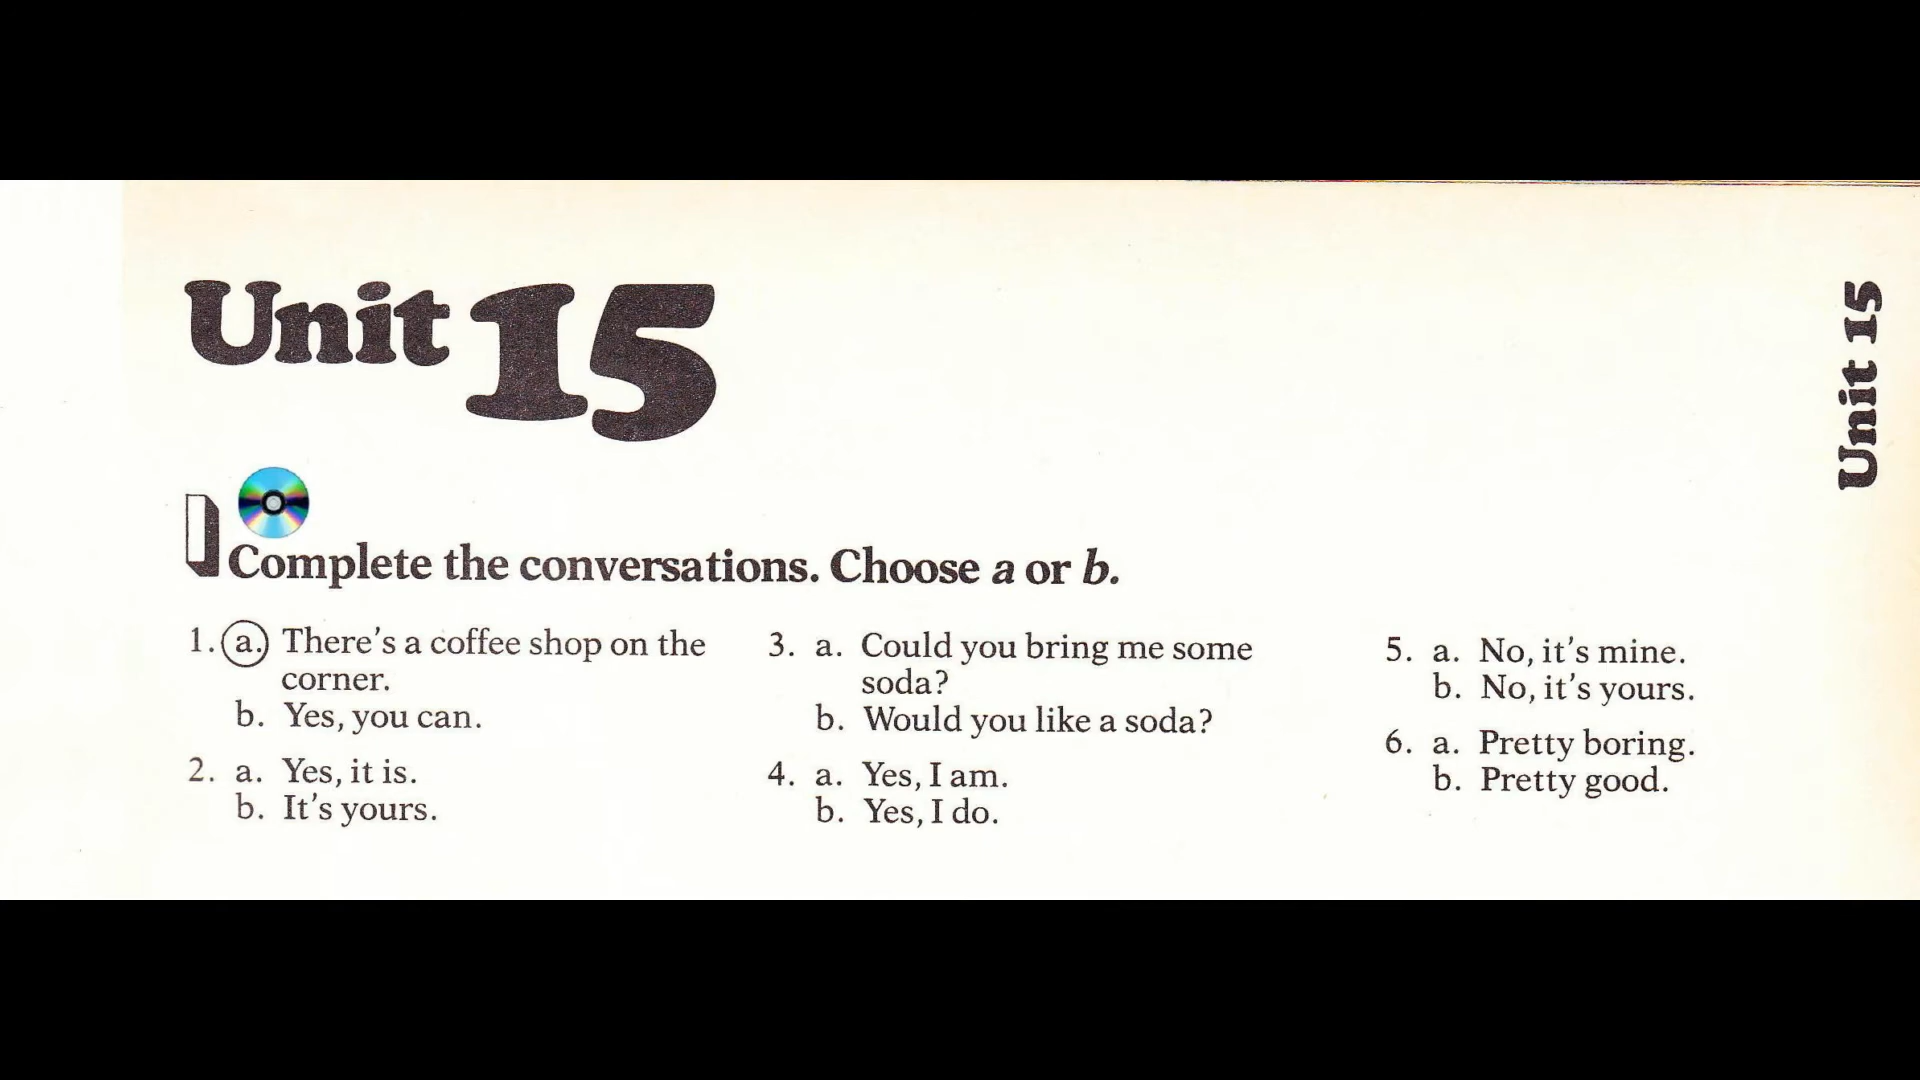 Unit 15
Unit 15
Complete the conversations. Choose a or b.
1. a. There's a coffee shop on the
corner.
b. Yes, you can.
2. a. Yes, it is.
b. It's yours.
3. a. Could you bring me some
soda?
b. Would you like a soda?
4. a. Yes, I am.
b. Yes, I do.
5. a. No, it's mine.
b. No, it's yours.
6. a. Pretty boring.
b. Pretty good.